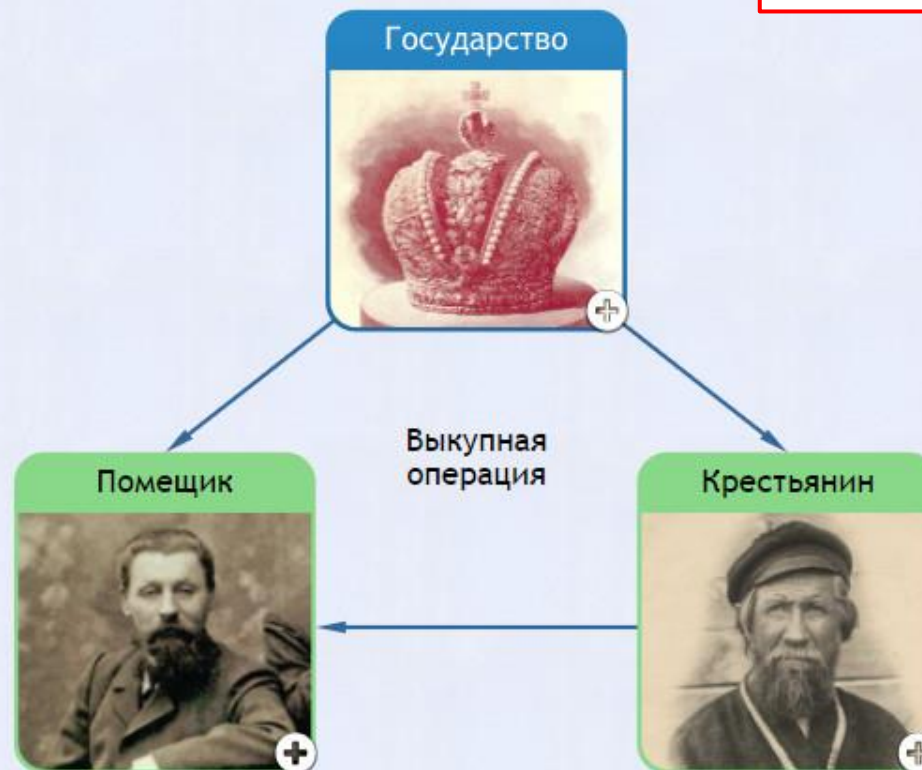 Государство
Выкупная
операция
Помещик
Крестьянин